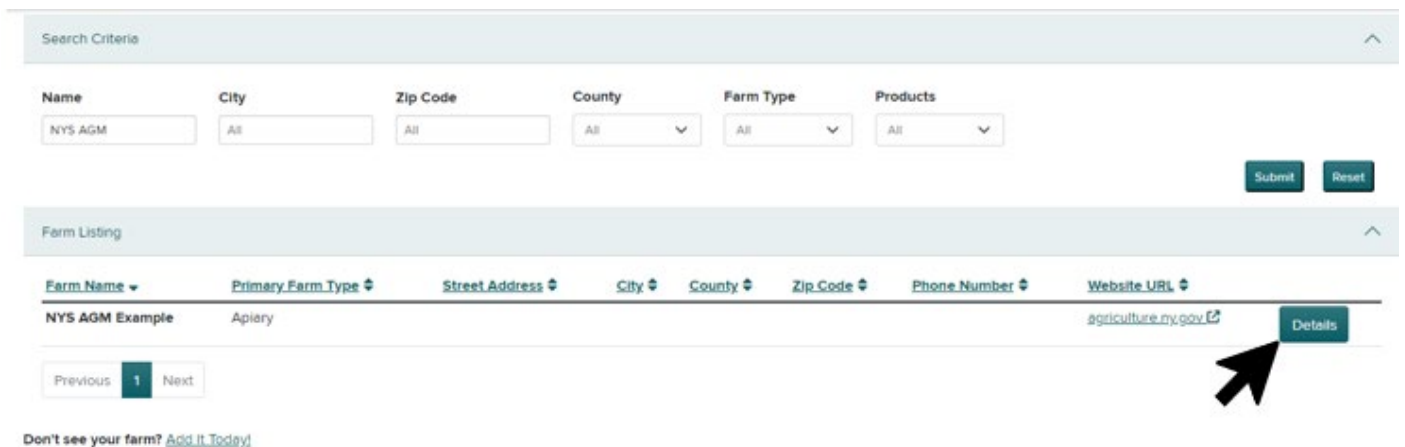 Search Criteria
Name City Zip Code County Farm Type Products
NYS AGM All All All All All
Submit Reset
Farm Listing
Farm Name Primary Farm Type Street Address City County Zip Code Phone Number Website URL
NYS AGM Example Apiary agriculture.ny.gov Details
Previous 1 Next
Don't see your farm? Add It Today!